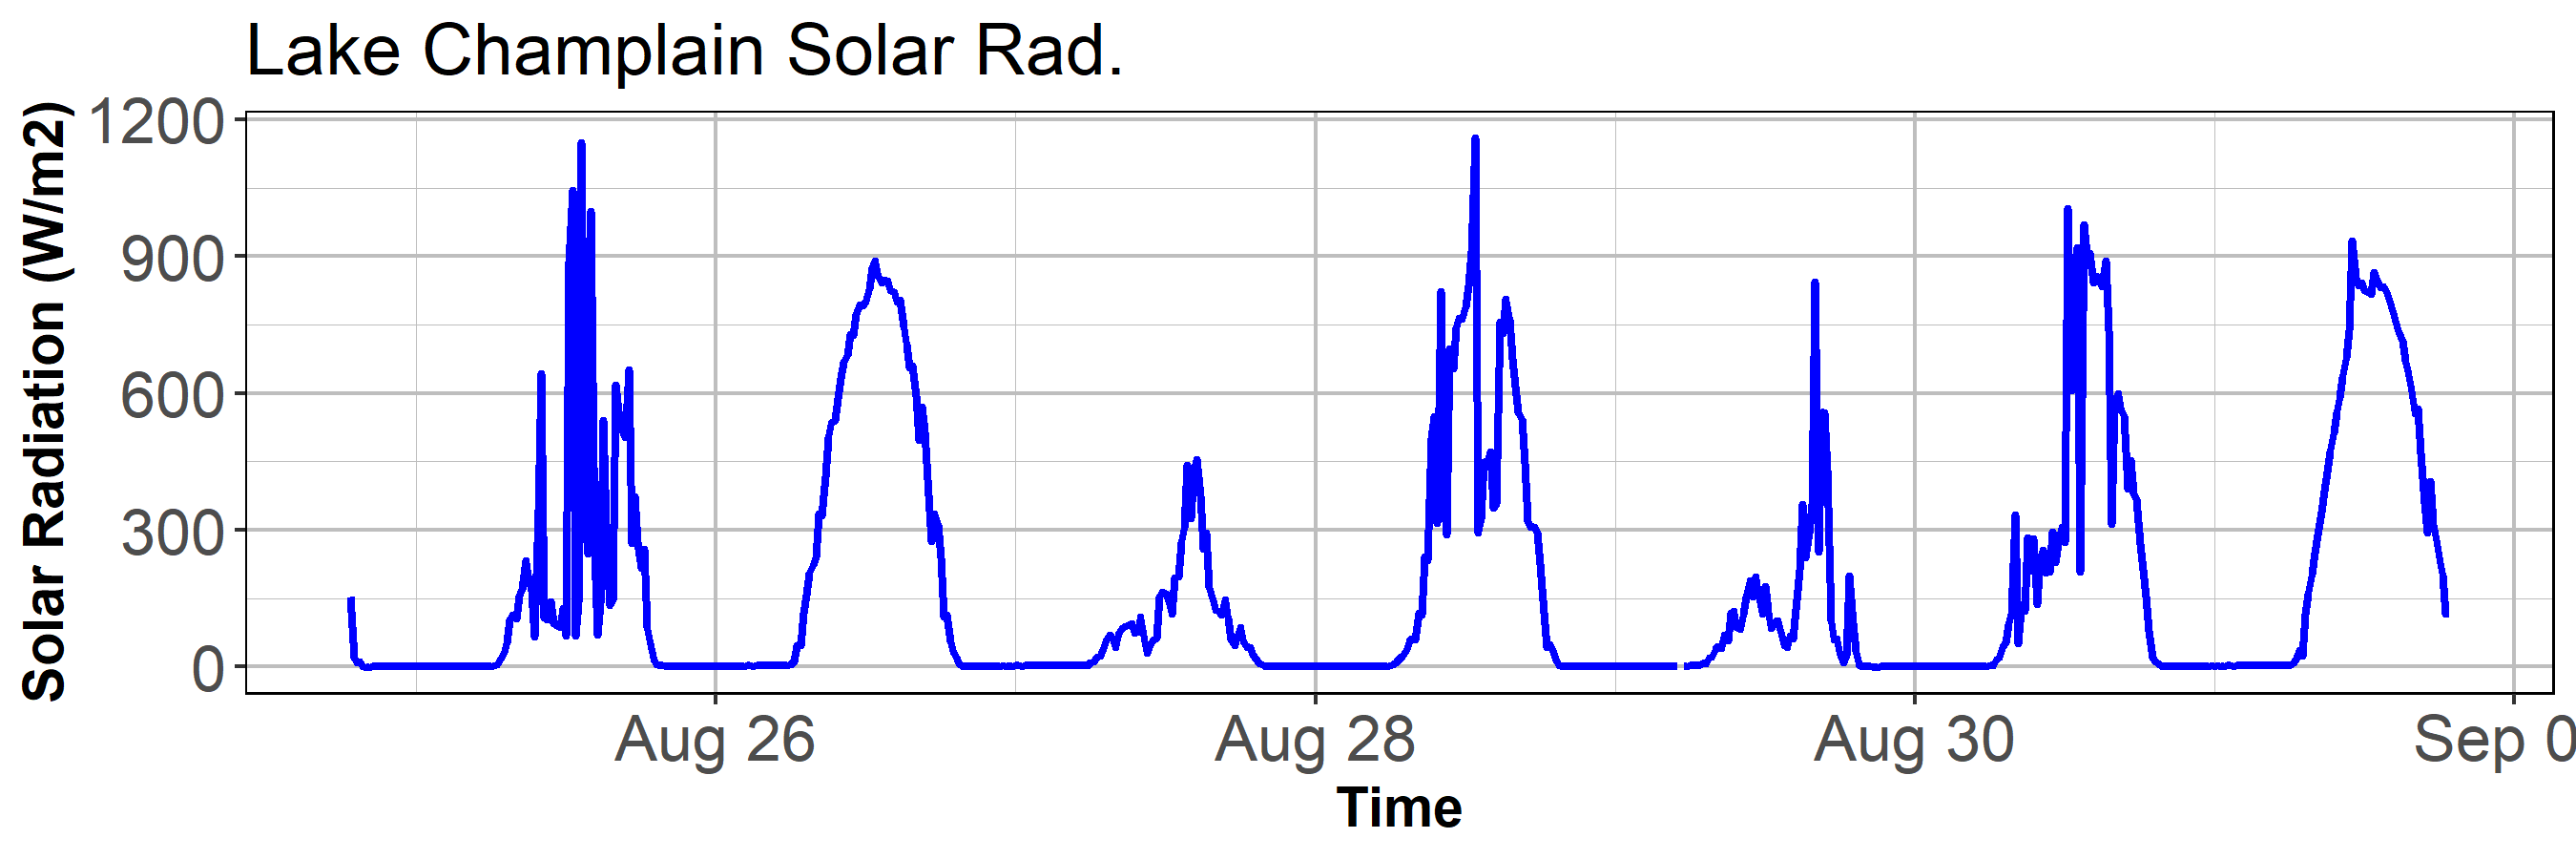 Lake Champlain Solar Rad.
Solar Radiation (W/m2)
1200
900
600
300
0
Aug 26 Aug 28 Aug 30 Sep 0
Time